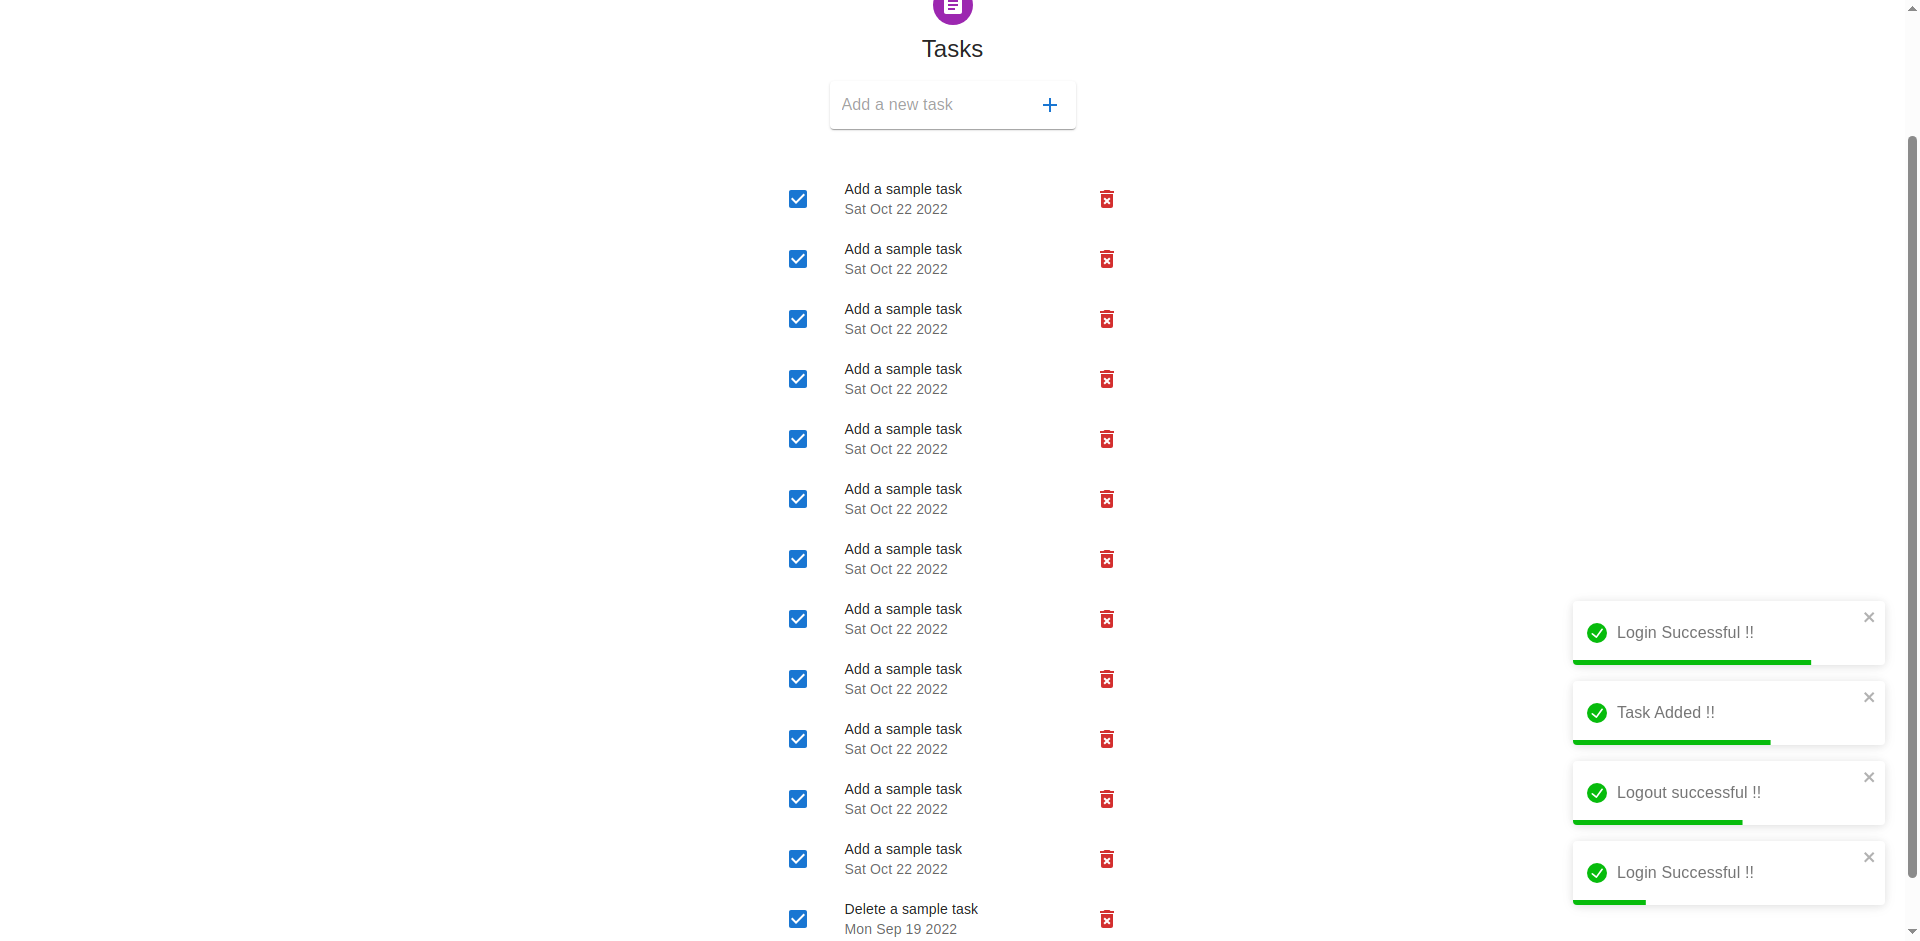 Tasks
Add a new task
Add a sample task
Sat Oct 22 2022
Add a sample task
Sat Oct 22 2022
Add a sample task
Sat Oct 22 2022
Add a sample task
Sat Oct 22 2022
Add a sample task
Sat Oct 22 2022
Add a sample task
Sat Oct 22 2022
Add a sample task
Sat Oct 22 2022
Add a sample task
Sat Oct 22 2022
Add a sample task
Sat Oct 22 2022
Add a sample task
Sat Oct 22 2022
Add a sample task
Sat Oct 22 2022
Add a sample task
Sat Oct 22 2022
Delete a sample task
Mon Sep 19 2022
Login Successful !!
Task Added !!
Logout successful !!
Login Successful !!